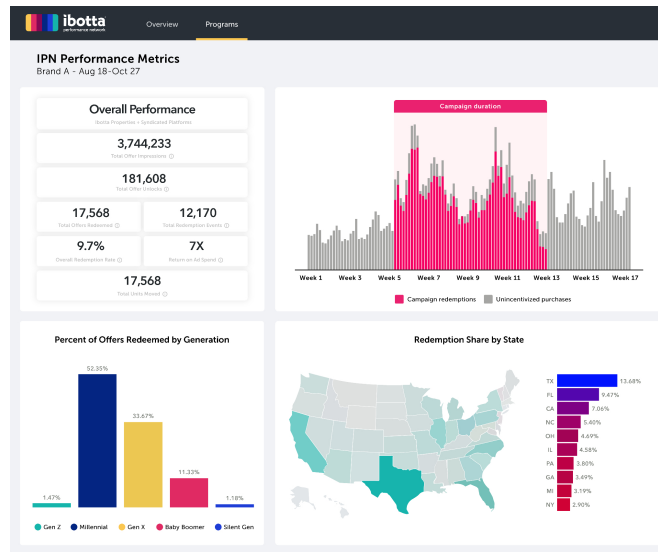 ibotta
performance network
Overview
Programs
IPN Performance Metrics
Brand A - Aug 18-Oct 27
Overall Performance
Ibotta Properties + Syndicated Platforms
3,744,233
Total Offer Impressions
181,608
Total Offer Unlocks
17,568
Total Offers Redeemed
12,170
Total Redemption Events
9.7%
Overall Redemption Rate
7X
Return on Ad Spend
17,568
Total Units Moved
Campaign duration
Week 1 Week 3 Week 5 Week 7 Week 9 Week 11 Week 13 Week 15 Week 17
Campaign redemptions Unincentivized purchases
Percent of Offers Redeemed by Generation
52.35%
33.67%
11.33%
1.47%
1.18%
Gen Z Millennial Gen X Baby Boomer Silent Gen
Redemption Share by State
TX 13.68%
FL 9.47%
CA 7.06%
NC 5.40%
OH 4.69%
IL 4.58%
PA 3.80%
GA 3.49%
MI 3.19%
NY 2.90%